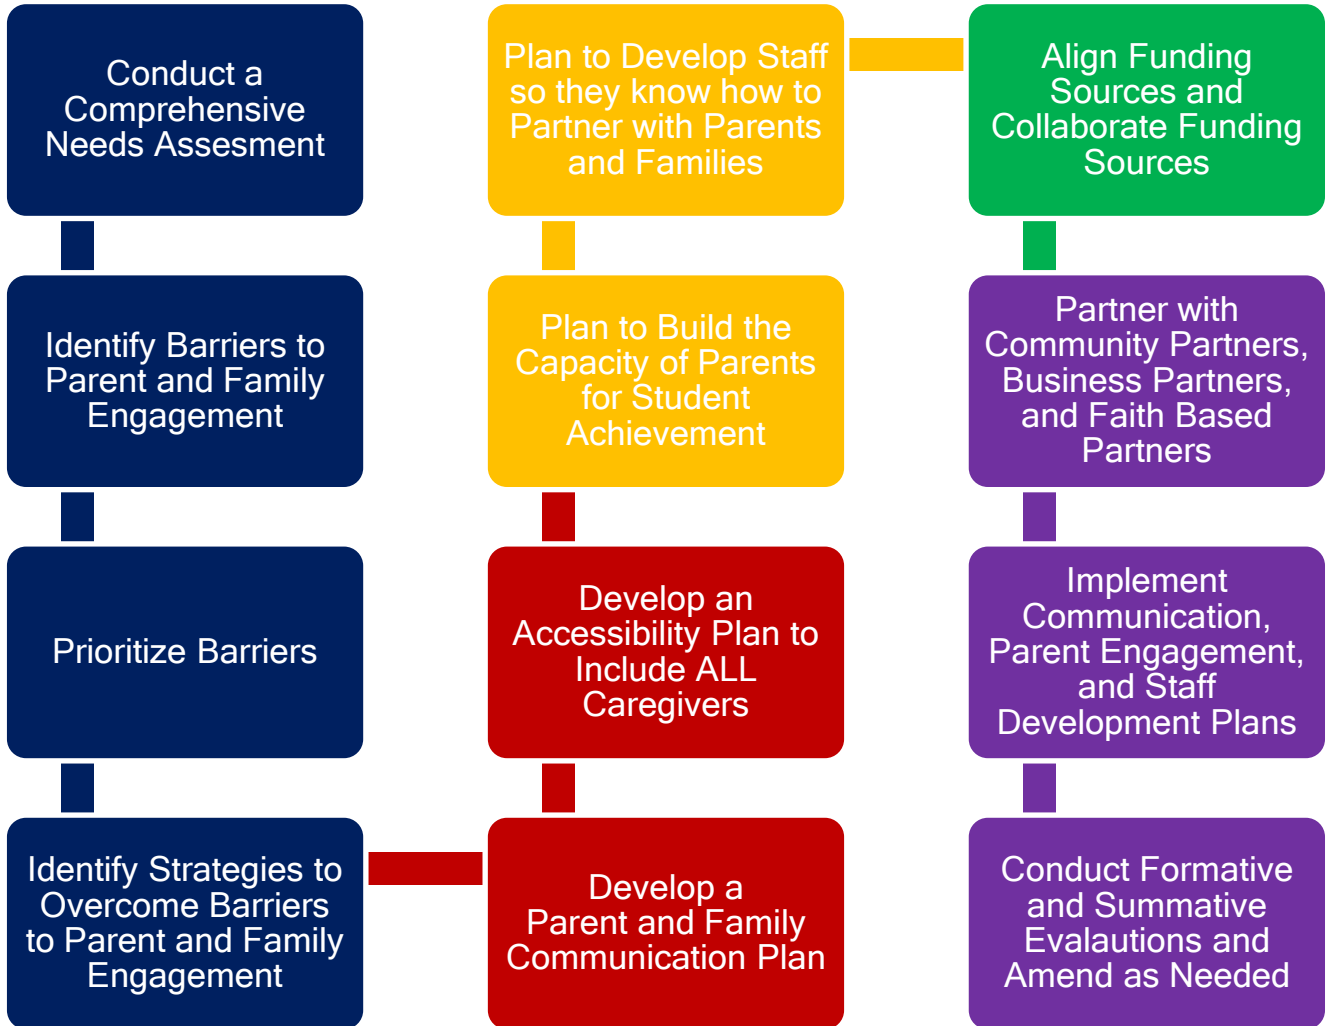 Conduct a
Comprehensive
Needs Assesment
Identify Barriers to
Parent and Family
Engagement
Prioritize Barriers
Identify Strategies to
Overcome Barriers
to Parent and Family
Engagement
Develop a
Parent and Family
Communication Plan
Develop an
Accessibility Plan to
Include ALL
Caregivers
Plan to Build the
Capacity of Parents
for Student
Achievement
Plan to Develop Staff
so they know how to
Partner with Parents
and Families
Align Funding
Sources and
Collaborate Funding
Sources
Partner with
Community Partners,
Business Partners,
and Faith Based
Partners
Implement
Communication,
Parent Engagement,
and Staff
Development Plans
Conduct Formative
and Summative
Evalautions and
Amend as Needed